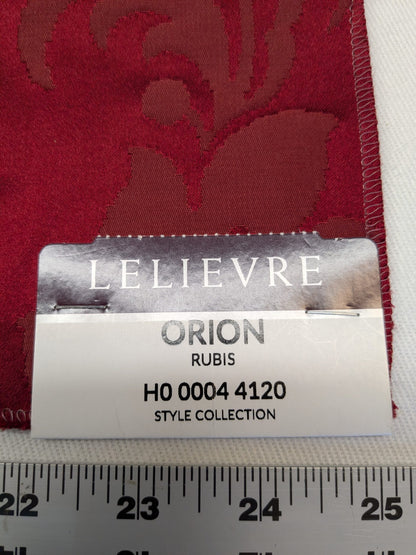 LELIEVRE
ORION
RUBIS
H0 0004 4120
STYLE COLLECTION
22 23 24 25